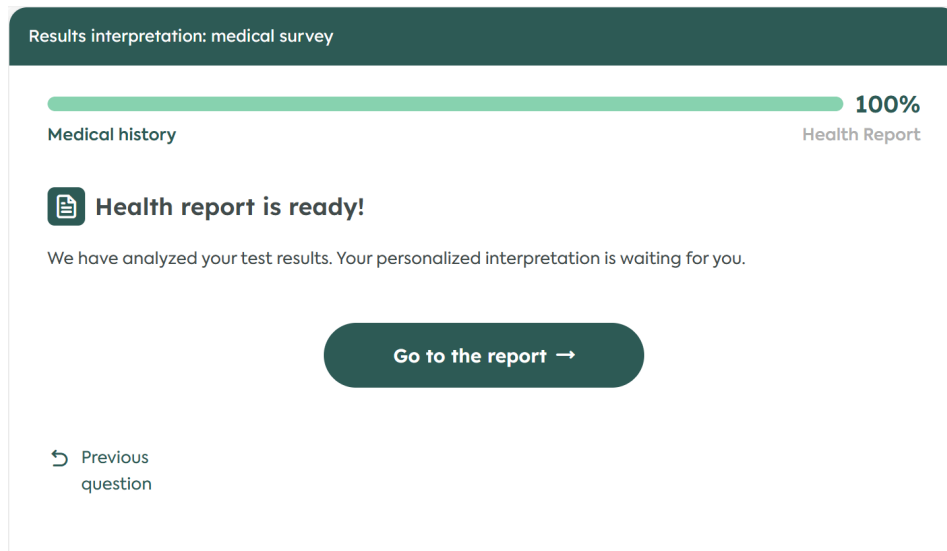 Results interpretation: medical survey
100%
Medical history
Health Report
Health report is ready!
We have analyzed your test results. Your personalized interpretation is waiting for you.
Go to the report →
Previous
question